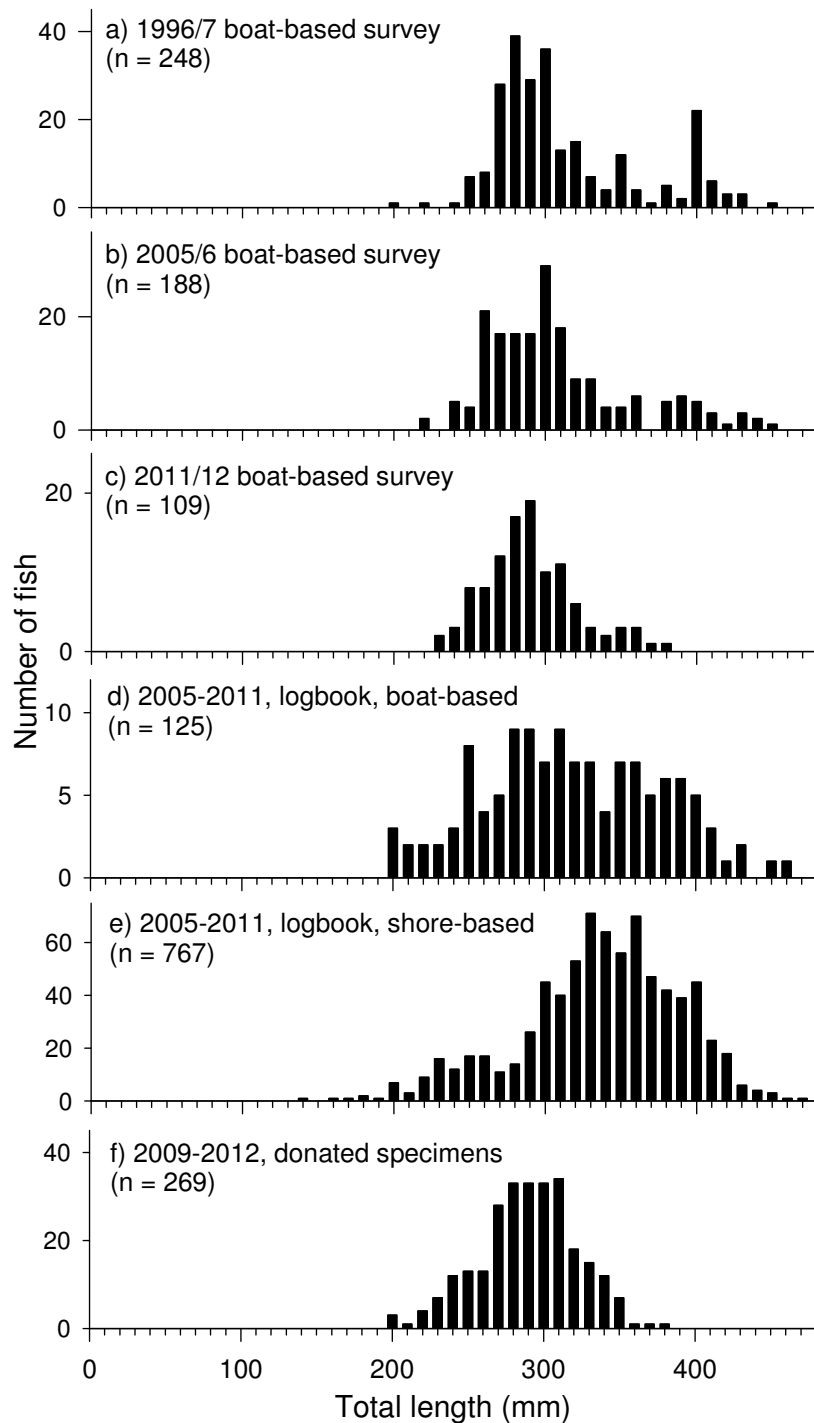 a) 1996/7 boat-based survey
(n = 248)
40
20
0
b) 2005/6 boat-based survey
(n = 188)
20
0
c) 2011/12 boat-based survey
(n = 109)
20
0
Number of fish
d) 2005-2011, logbook, boat-based
(n = 125)
10
5
0
e) 2005-2011, logbook, shore-based
(n = 767)
60
40
20
0
f) 2009-2012, donated specimens
(n = 269)
40
20
0
0 100 200 300 400
Total length (mm)